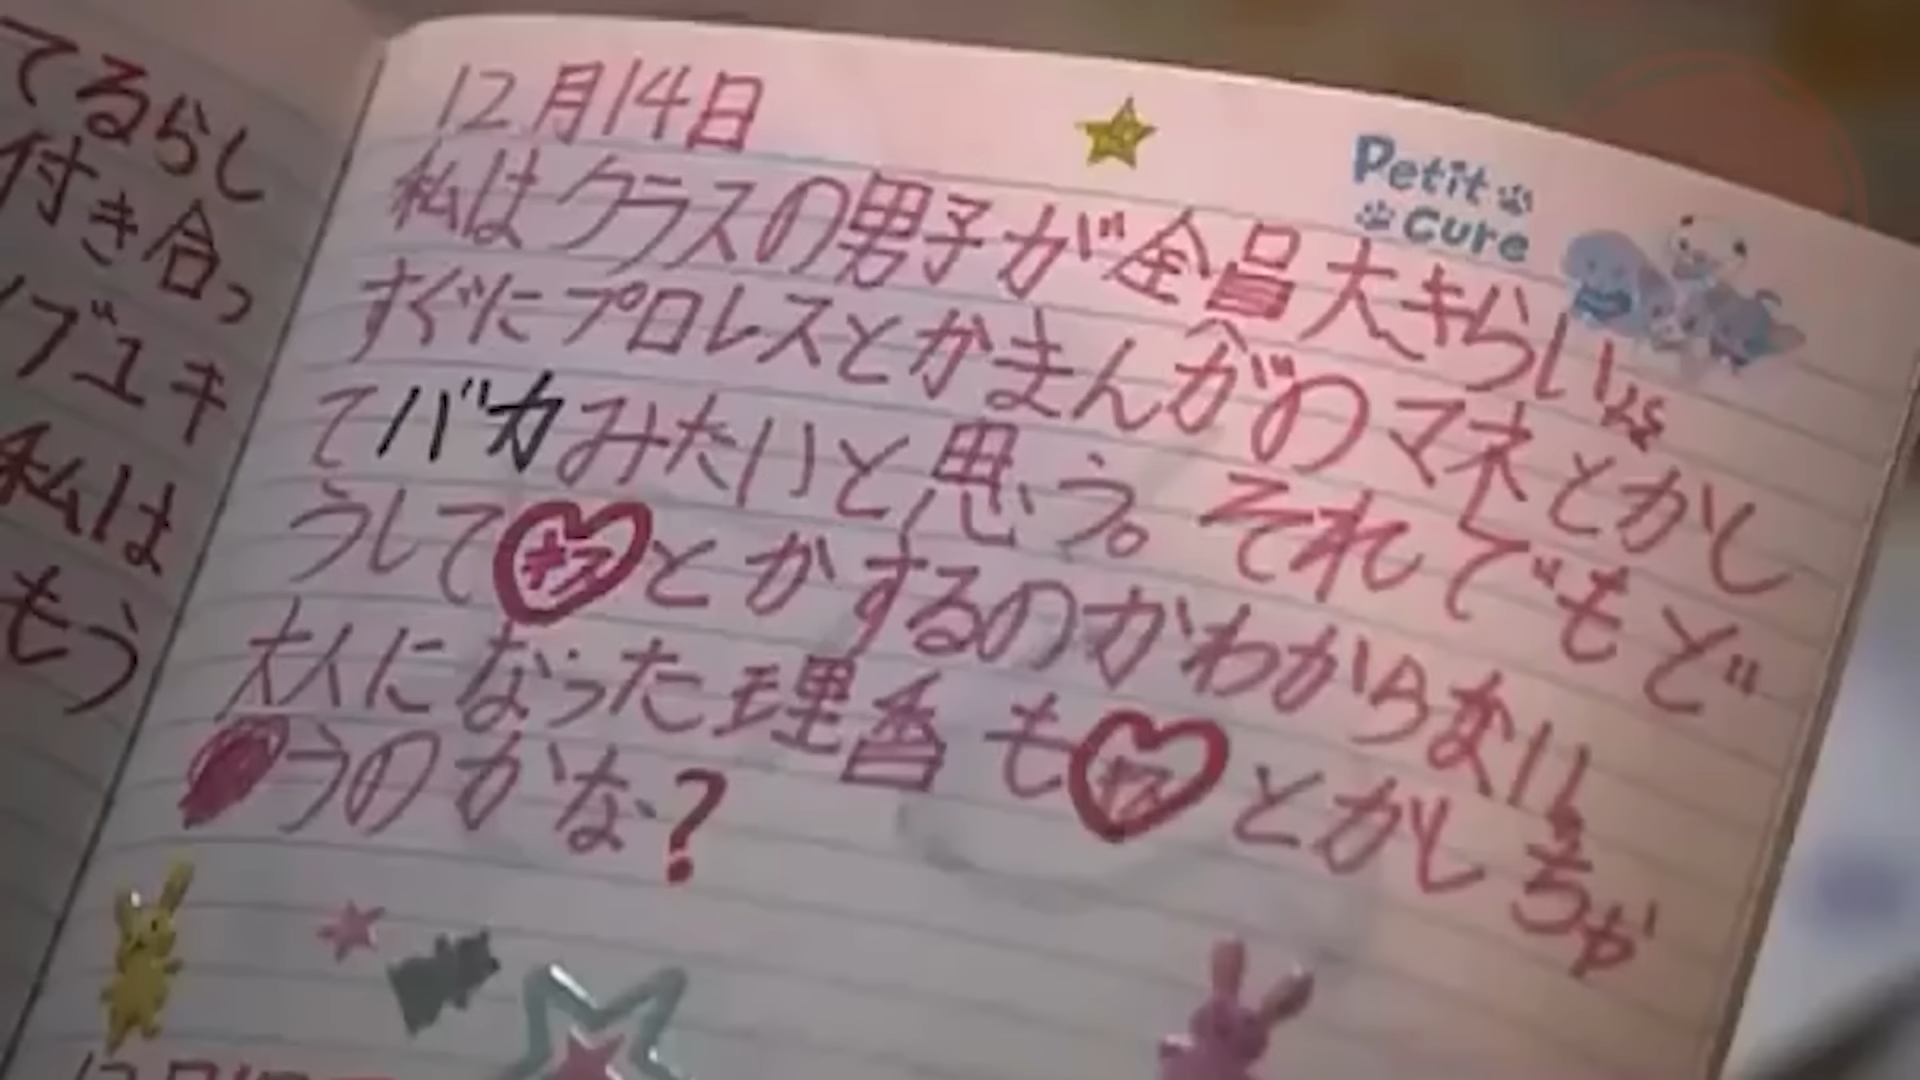 てるらし
付き合っ
ノブユキ
私は
もう
12月14日
Petit
Cure
私はクラスの男子が全員大キらい
すぐにプロレスとかまんがのマネとかし
てバカみたいと思う。それでもど
うして
とかするのかわからない
大人になった理香も
とかしちゃ
うのかな?